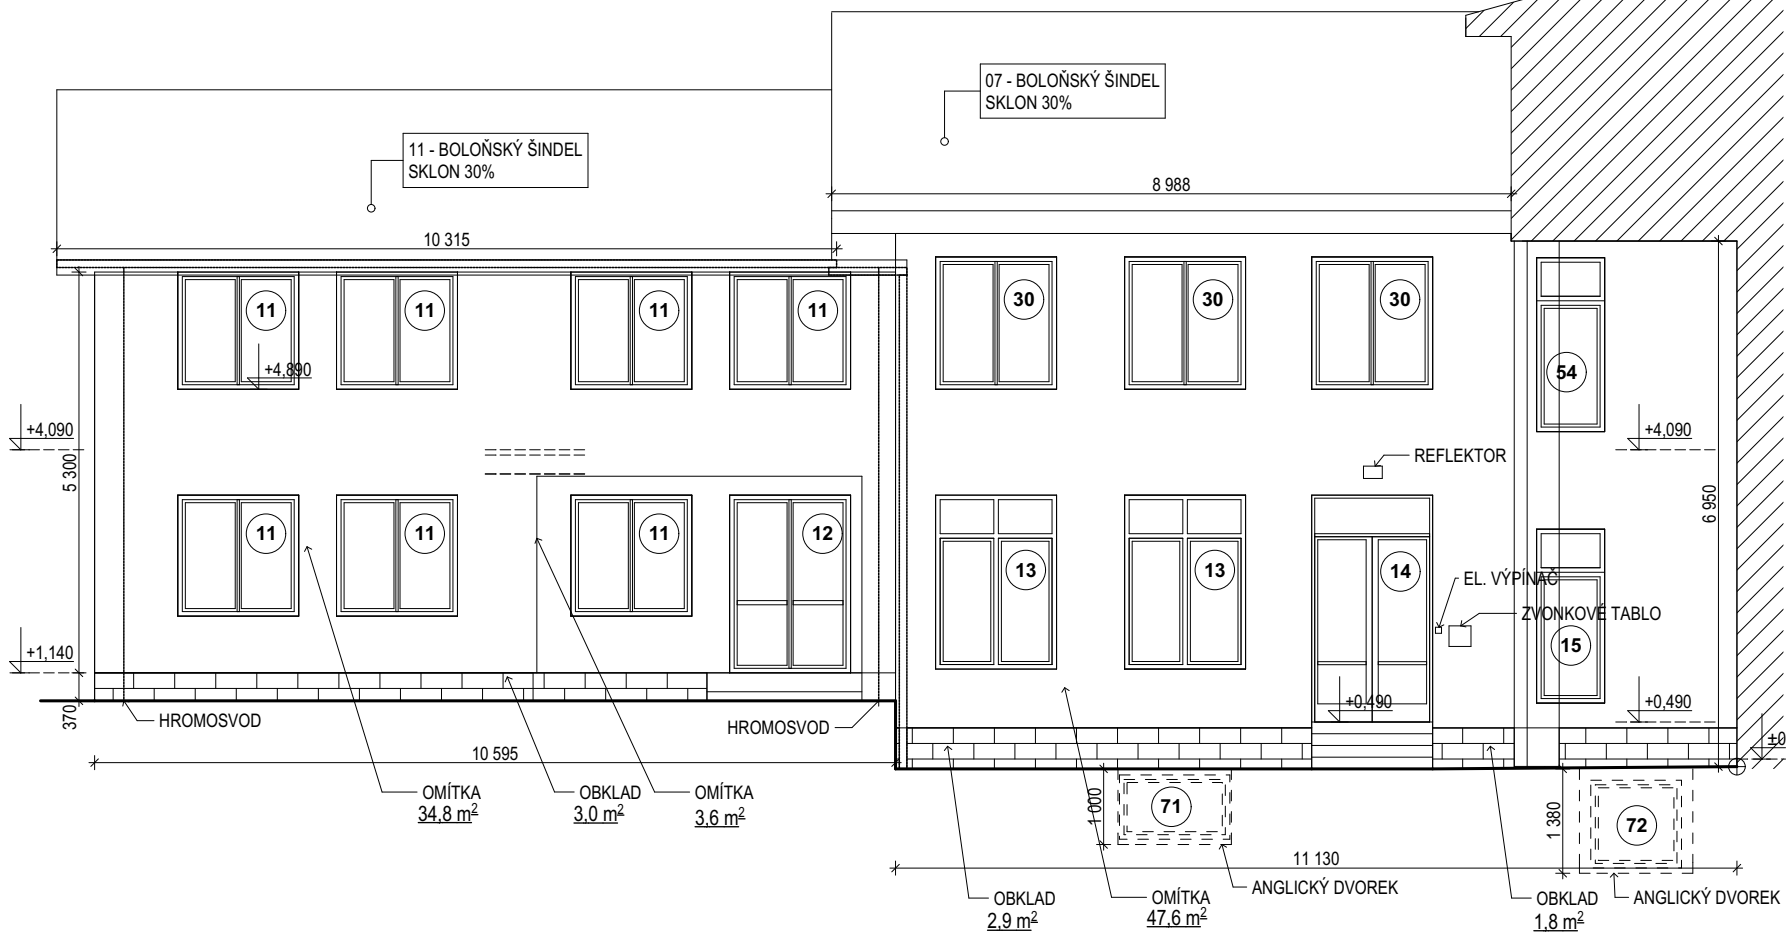 07 - BOLOŇSKÝ ŠINDEL
SKLON 30%
11 - BOLOŇSKÝ ŠINDEL
SKLON 30%
8 988
10 315
11
11
11
11
30
30
30
54
+4,890
+4,090
+4,090
5 300
6 950
REFLEKTOR
11
11
11
12
13
13
14
15
EL. VÝPÍNAČ
ZVONKOVÉ TABLO
+1,140
+0,490
+0,490
±0
370
HROMOSVOD
HROMOSVOD
10 595
OMÍTKA
34,8 m²
OBKLAD
3,0 m²
OMÍTKA
3,6 m²
1 000
71
1 380
72
11 130
OBKLAD
2,9 m²
OMÍTKA
47,6 m²
ANGLICKÝ DVOREK
OBKLAD
1,8 m²
ANGLICKÝ DVOREK